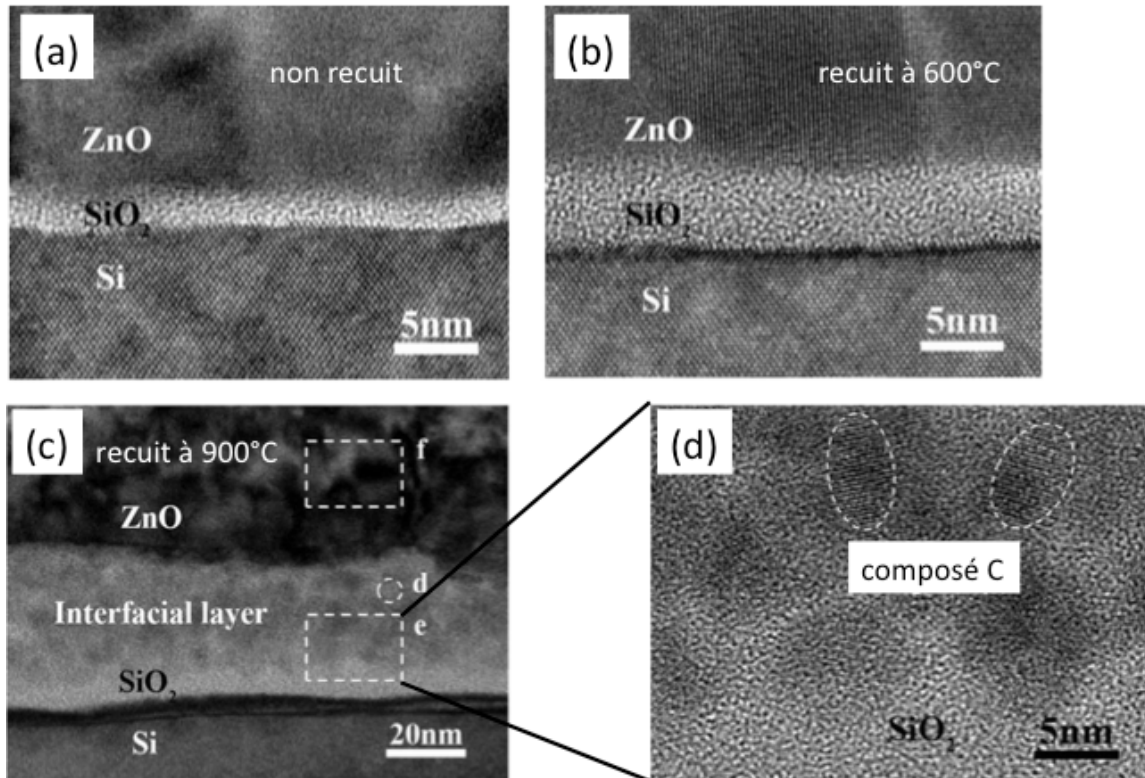 (a)
non recuit
ZnO
SiO2
Si
5nm
(b)
recuit à 600°C
ZnO
SiO2
Si
5nm
(c)
recuit à 900°C
f
ZnO
d
Interfacial layer
e
SiO2
Si
20nm
(d)
composé C
SiO2
5nm